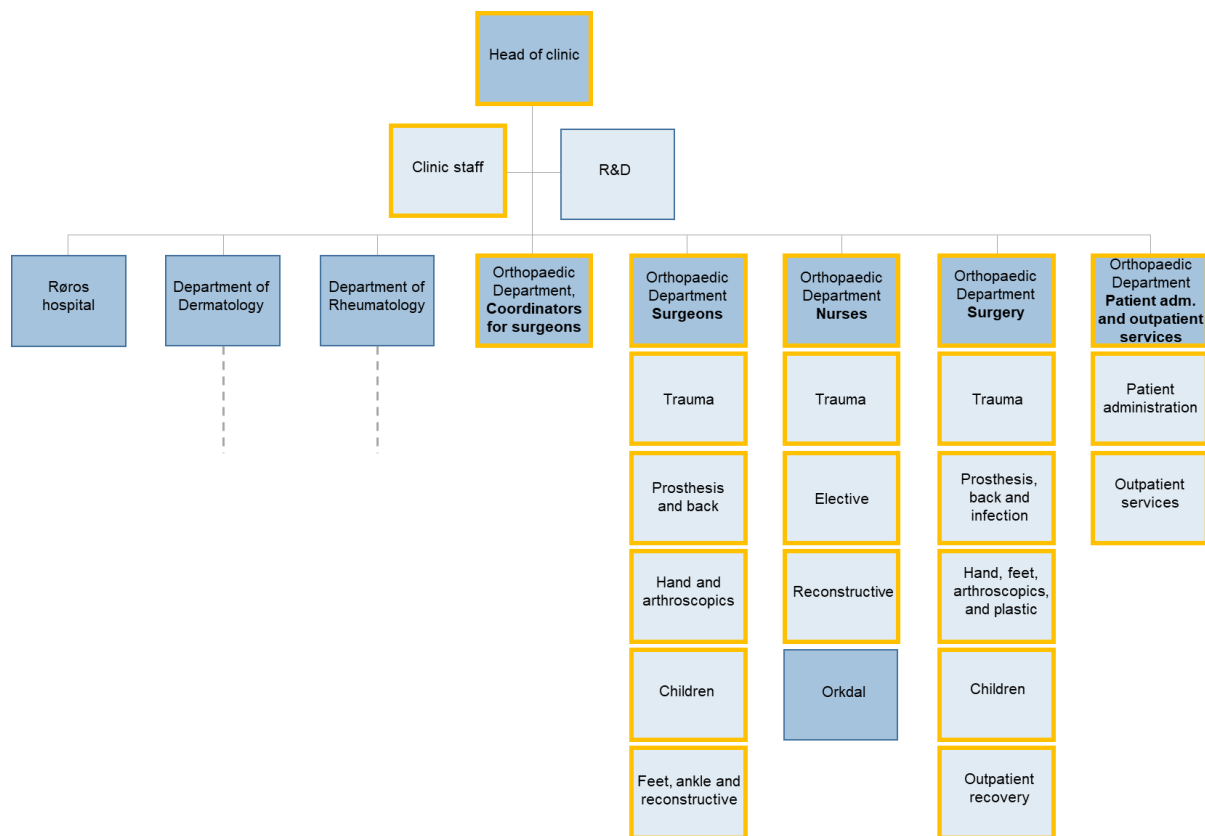 Head of clinic
Clinic staff
R&D
Røros
hospital
Department of
Dermatology
Department of
Rheumatology
Orthopaedic
Department,
Coordinators
for surgeons
Orthopaedic
Department
Surgeons
Orthopaedic
Department
Nurses
Orthopaedic
Department
Surgery
Orthopaedic
Department
Patient adm.
and outpatient
services
Trauma
Trauma
Trauma
Patient
administration
Prosthesis
and back
Elective
Prosthesis,
back and
infection
Outpatient
services
Hand and
arthroscopics
Reconstructive
Hand, feet,
arthroscopics,
and plastic
Children
Orkdal
Children
Feet, ankle and
reconstructive
Outpatient
recovery